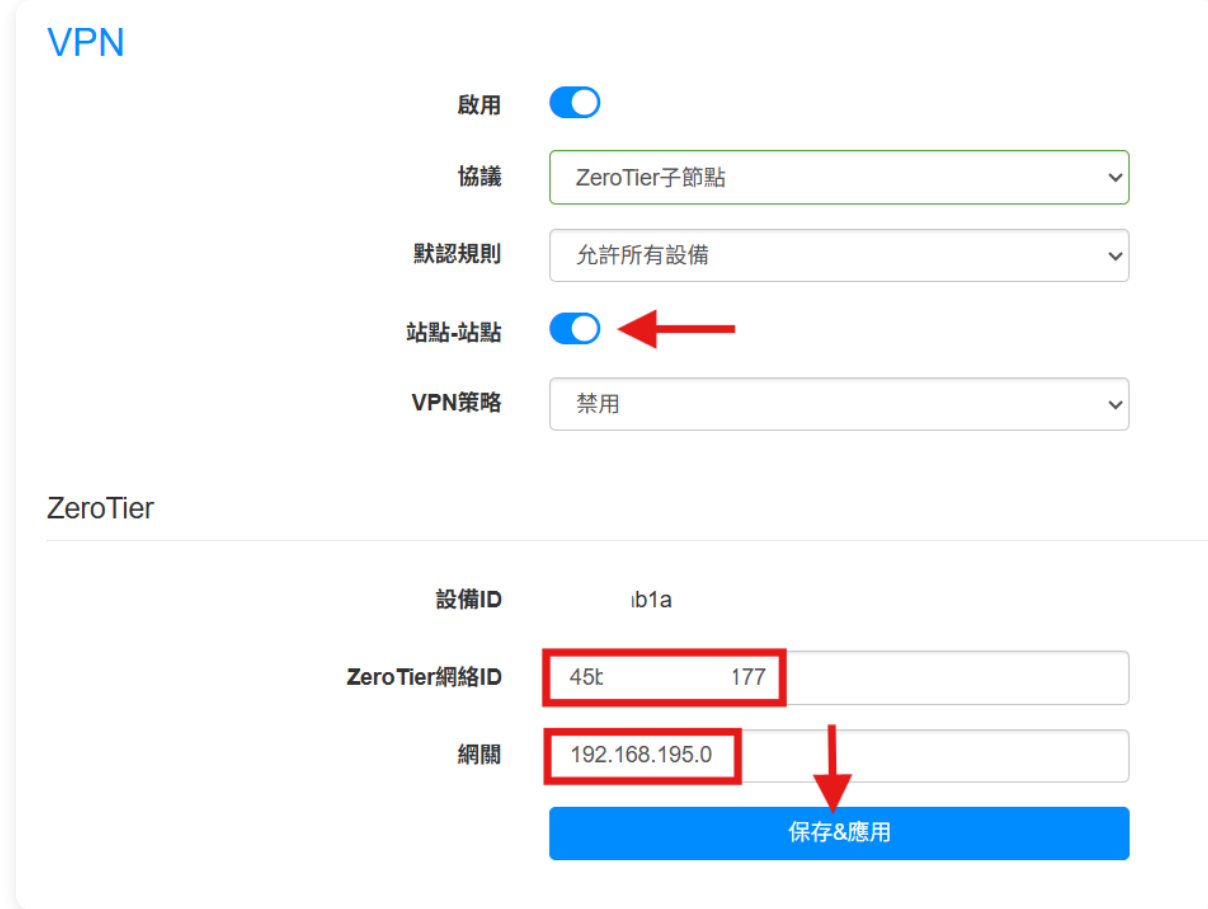 VPN
啟用
協議 ZeroTier子節點
默認規則 允許所有設備
站點-站點
VPN策略 禁用
ZeroTier
設備ID b1a
ZeroTier網絡ID 45b 177
網關 192.168.195.0
保存&應用